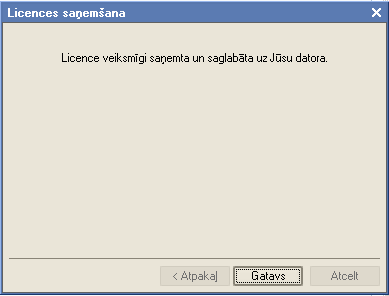 Licences saņemšana
Licence veiksmīgi saņemta un saglabāta uz Jūsu datora.
< Atpakaļ Gatavs Atcelt